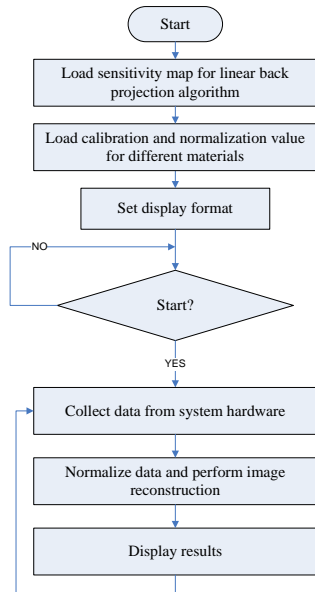 Start
Load sensitivity map for linear back
projection algorithm
Load calibration and normalization value
for different materials
Set display format
NO
Start?
YES
Collect data from system hardware
Normalize data and perform image
reconstruction
Display results